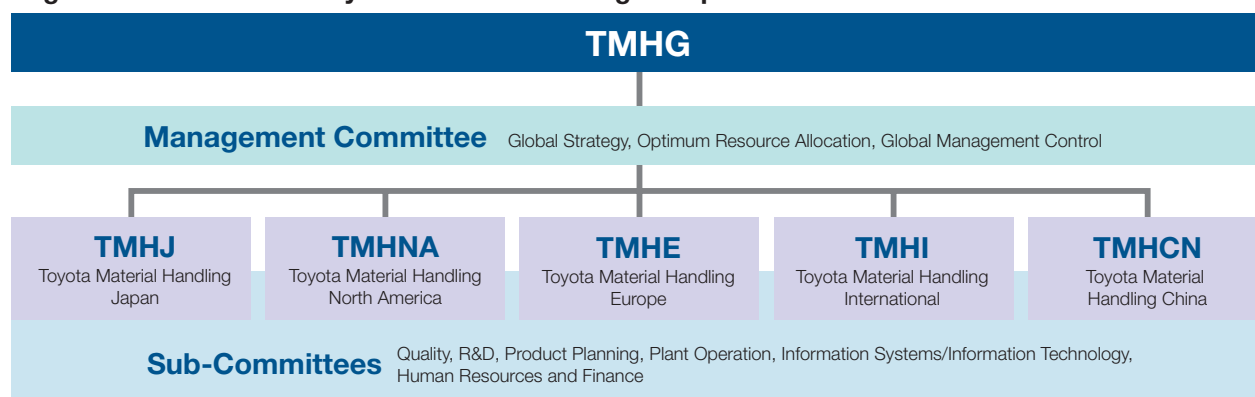 TMHG
Management Committee Global Strategy, Optimum Resource Allocation, Global Management Control
TMHJ
Toyota Material Handling
Japan
TMHNA
Toyota Material Handling
North America
TMHE
Toyota Material Handling
Europe
TMHI
Toyota Material Handling
International
TMHCN
Toyota Material
Handling China
Sub-Committees Quality, R&D, Product Planning, Plant Operation, Information Systems/Information Technology,
Human Resources and Finance